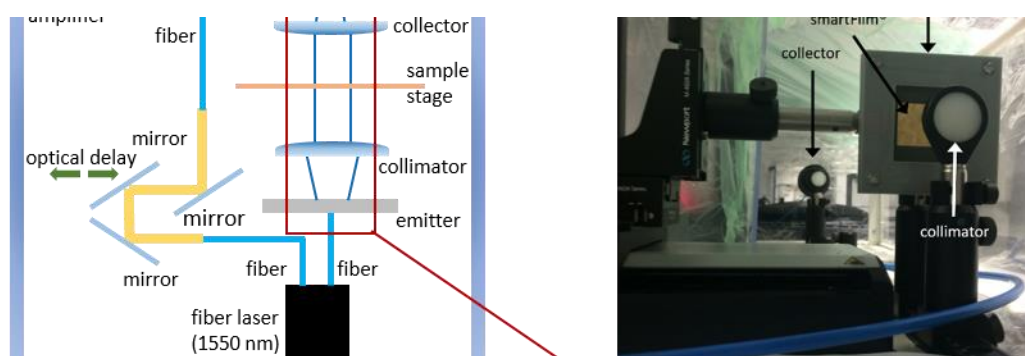 amplifier
fiber
collector
sample
stage
mirror
optical delay
collimator
mirror
emitter
mirror
fiber
fiber
fiber laser
(1550 nm)
smartFilm®
collector
Newport
collimator